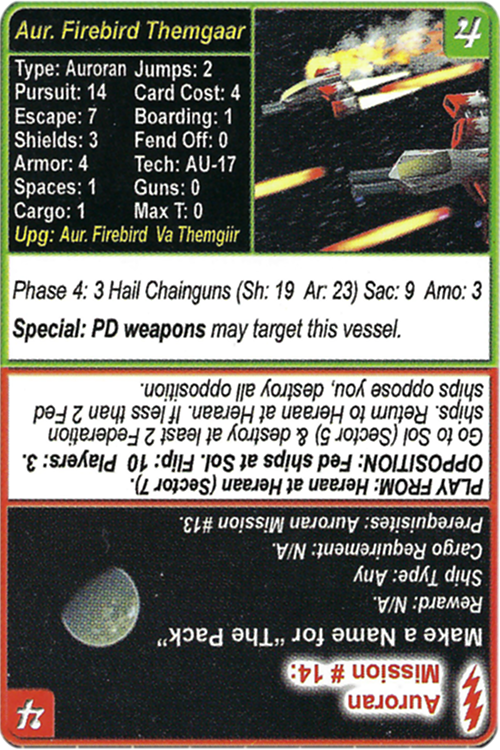 Aur. Firebird Themgaar
Type: Auroran Jumps: 2
Pursuit: 14 Card Cost: 4
Escape: 7 Boarding: 1
Shields: 3 Fend Off: 0
Armor: 4 Tech: AU-17
Spaces: 1 Guns: 0
Cargo: 1 Max T: 0
Upg: Aur. Firebird Va Themgiir
Phase 4: 3 Hail Chainguns (Sh: 19 Ar: 23) Sac: 9 Amo: 3
Special: PD weapons may target this vessel.
Auroran
Mission # 14:
Make a Name for "The Pack"
Reward: N/A.
Ship Type: Any
Cargo Requirement: N/A.
Prerequisites: Auroran Mission #13.
PLAY FROM: Heraan at Heraan (Sector 7).
OPPOSITION: Fed ships at Sol. Flip: 10 Players: 3.
Go to Sol (Sector 5) & destroy at least 2 Federation
ships. Return to Heraan at Heraan. If less than 2 Fed
ships oppose you, destroy all opposition.